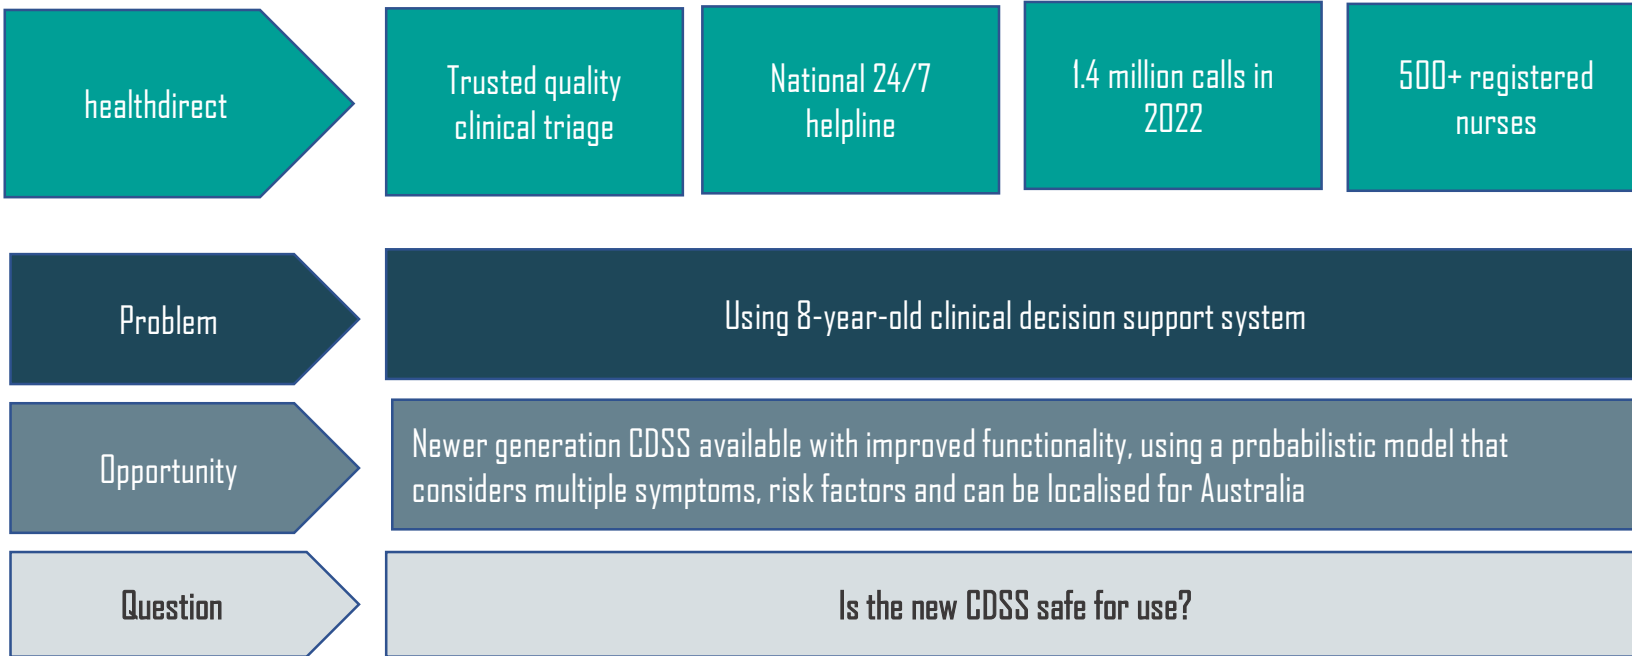 healthdirect
Trusted quality
clinical triage
National 24/7
helpline
1.4 million calls in
2022
500+ registered
nurses
Problem
Using 8-year-old clinical decision support system
Opportunity
Newer generation CDSS available with improved functionality, using a probabilistic model that
considers multiple symptoms, risk factors and can be localised for Australia
Question
Is the new CDSS safe for use?